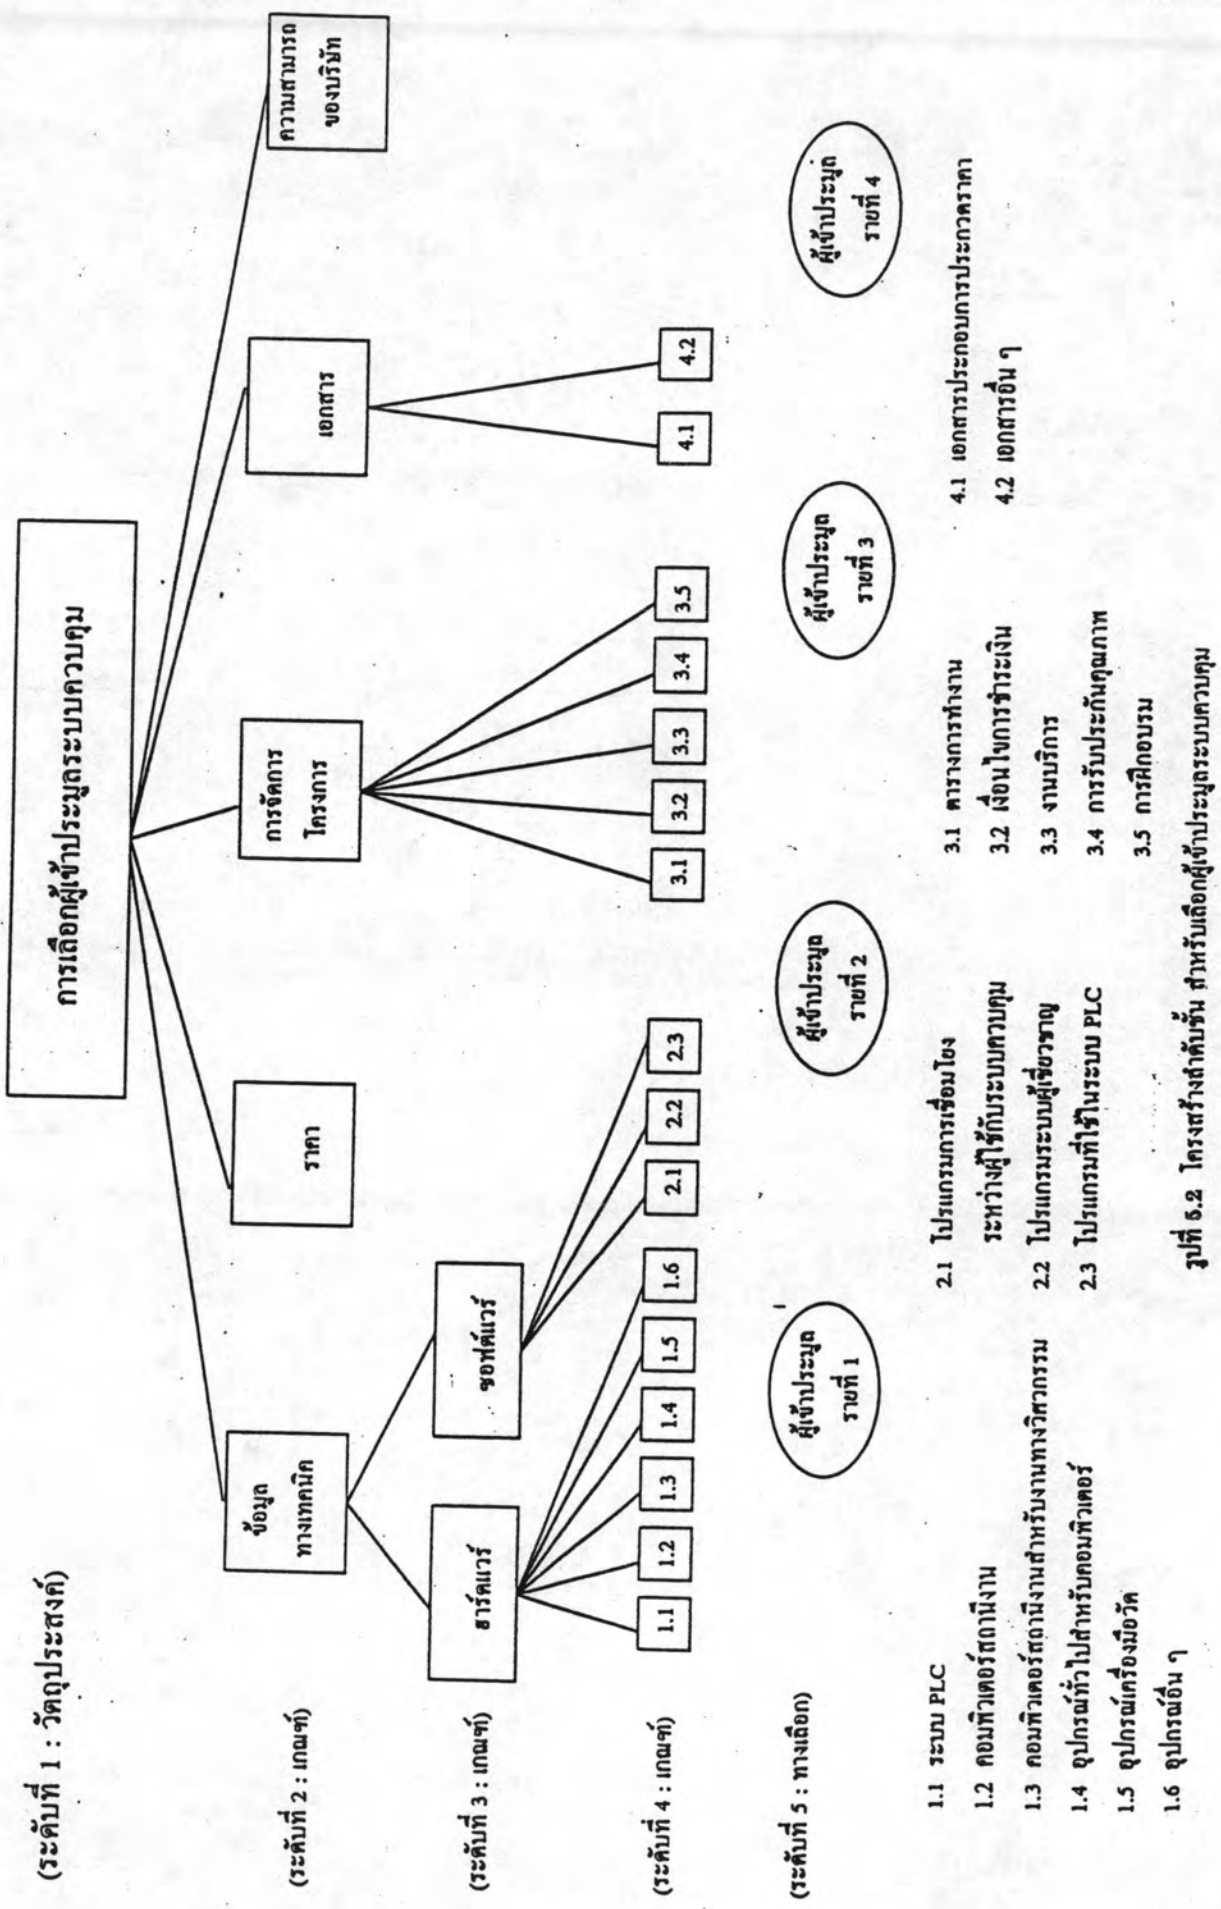 (ระดับที่ 1 : วัตถุประสงค์)
การเลือกผู้เข้าประมูลระบบควบคุม
(ระดับที่ 2 : เกณฑ์)
ข้อมูล
ทางเทคนิค
ราคา
การจัดการ
โครงการ
เอกสาร
ความสามารถ
ของบริษัท
(ระดับที่ 3 : เกณฑ์)
ฮาร์ดแวร์
ซอฟต์แวร์
(ระดับที่ 4 : เกณฑ์)
1.1
1.2
1.3
1.4
1.5
1.6
2.1
2.2
2.3
3.1
3.2
3.3
3.4
3.5
4.1
4.2
(ระดับที่ 5 : ทางเลือก)
ผู้เข้าประมูล
รายที่ 1
ผู้เข้าประมูล
รายที่ 2
ผู้เข้าประมูล
รายที่ 3
ผู้เข้าประมูล
รายที่ 4
1.1 ระบบ PLC
1.2 คอมพิวเตอร์สถานีงาน
1.3 คอมพิวเตอร์สถานีงานสำหรับงานทางวิศวกรรม
1.4 อุปกรณ์ทั่วไปสำหรับคอมพิวเตอร์
1.5 อุปกรณ์เครื่องมือวัด
1.6 อุปกรณ์อื่น ๆ
2.1 โปรแกรมการเชื่อมโยง
ระหว่างผู้ใช้กับระบบควบคุม
2.2 โปรแกรมระบบผู้เชี่ยวชาญ
2.3 โปรแกรมที่ใช้ในระบบ PLC
3.1 ตารางการทำงาน
3.2 เงื่อนไขการชำระเงิน
3.3 งานบริการ
3.4 การรับประกันคุณภาพ
3.5 การฝึกอบรม
4.1 เอกสารประกอบการประกวดราคา
4.2 เอกสารอื่น ๆ
รูปที่ 5.2 โครงสร้างลำดับชั้น สำหรับเลือกผู้เข้าประมูลระบบควบคุม